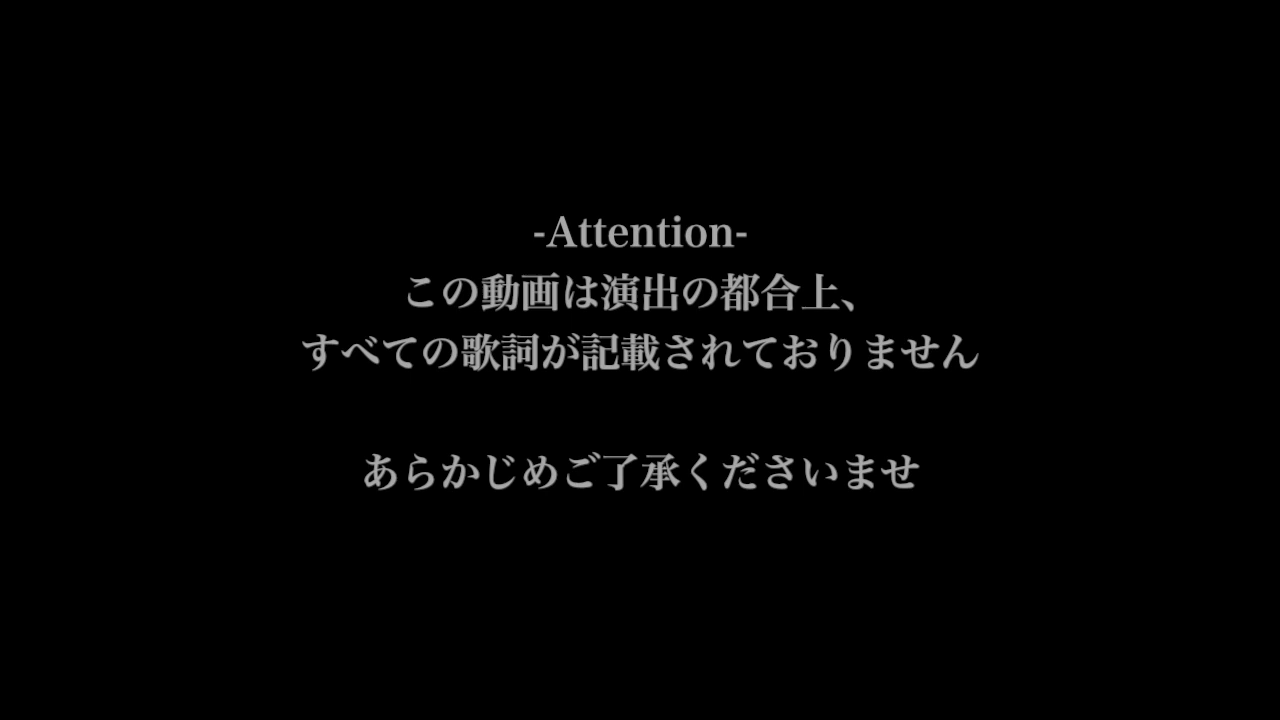 -Attention-
この動画は演出の都合上、
すべての歌詞が記載されておりません
あらかじめご了承くださいませ